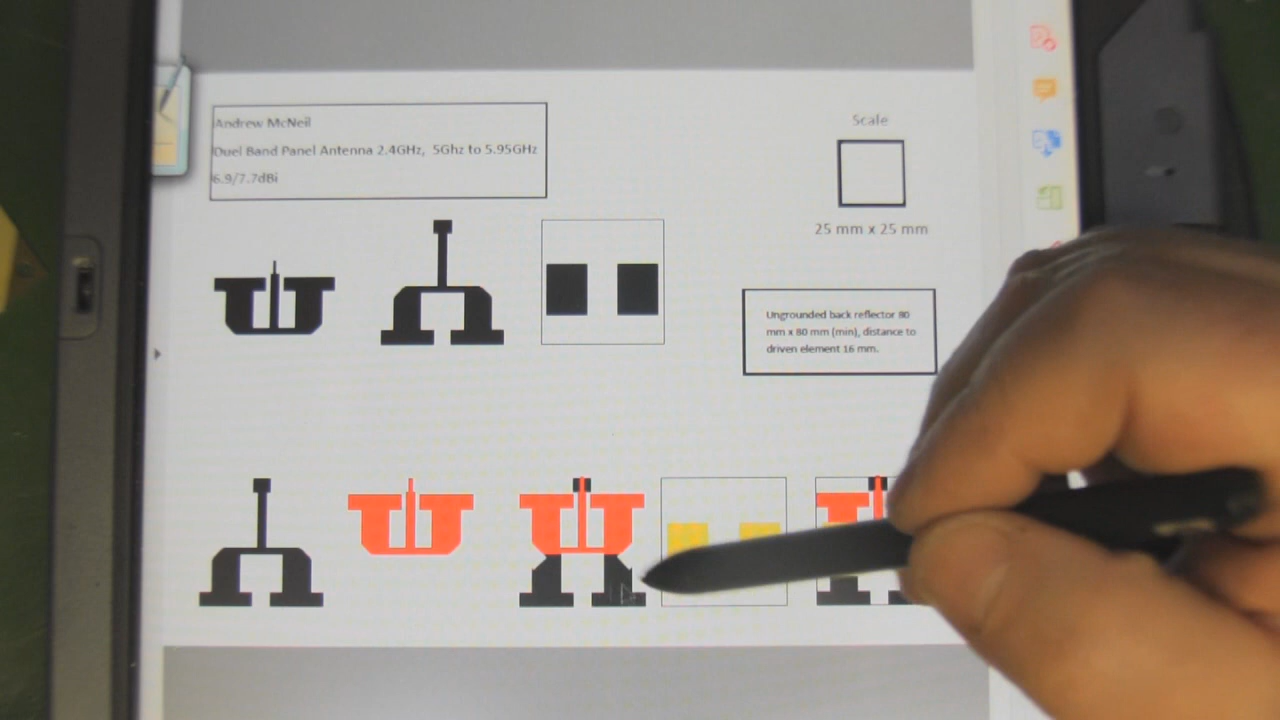 Andrew McNeil
Duel Band Panel Antenna 2.4GHz, 5Ghz to 5.95GHz
6.9/7.7dBi
Scale
25 mm x 25 mm
Ungrounded back reflector 80
mm x 80 mm (min), distance to
driven element 16 mm.